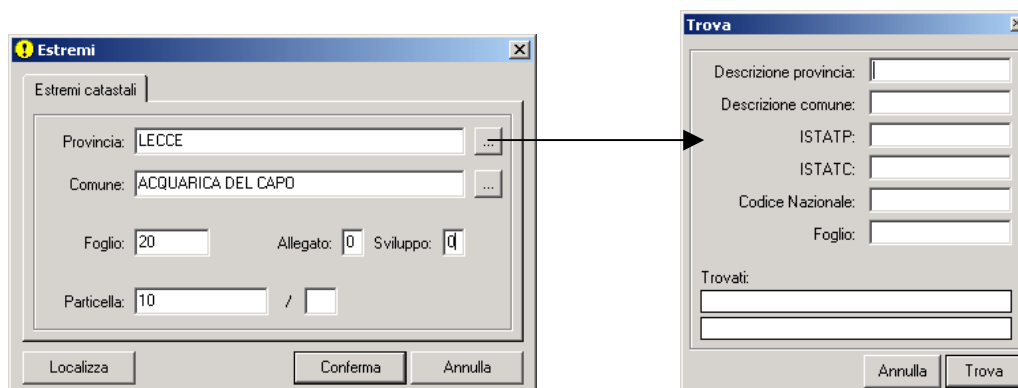 Estremi
Estremi catastali
Provincia: LECCE ...
Comune: ACQUARICA DEL CAPO ...
Foglio: 20 Allegato: 0 Sviluppo: 0
Particella: 10 /
Localizza Conferma Annulla
Trova
Descrizione provincia:
Descrizione comune:
ISTATP:
ISTATC:
Codice Nazionale:
Foglio:
Trovati:
Annulla Trova